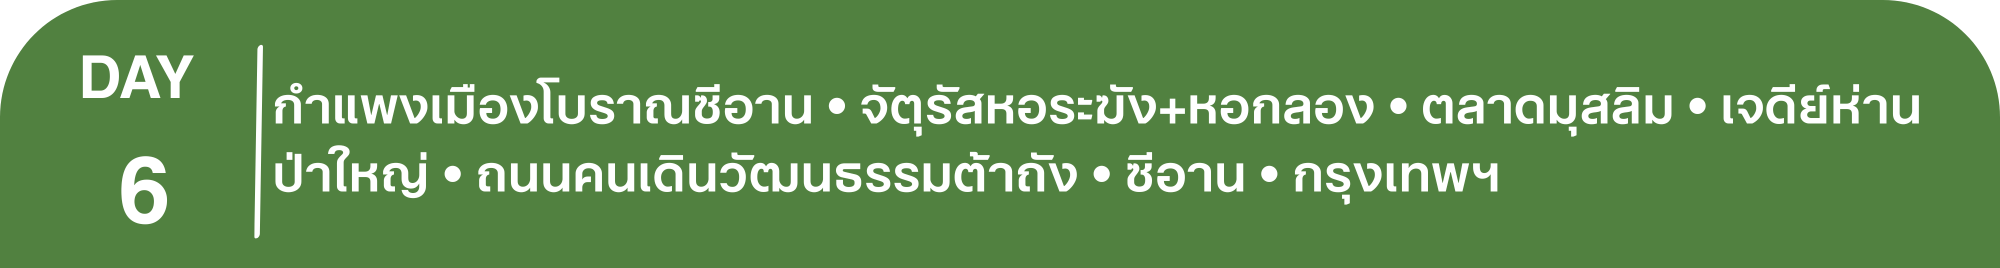 DAY
6
กำแพงเมืองโบราณซีอาน • จัตุรัสหอระฆัง+หอกลอง • ตลาดมุสลิม • เจดีย์ห่าน
ป่าใหญ่ • ถนนคนเดินวัฒนธรรมต้าถัง • ซีอาน • กรุงเทพฯ